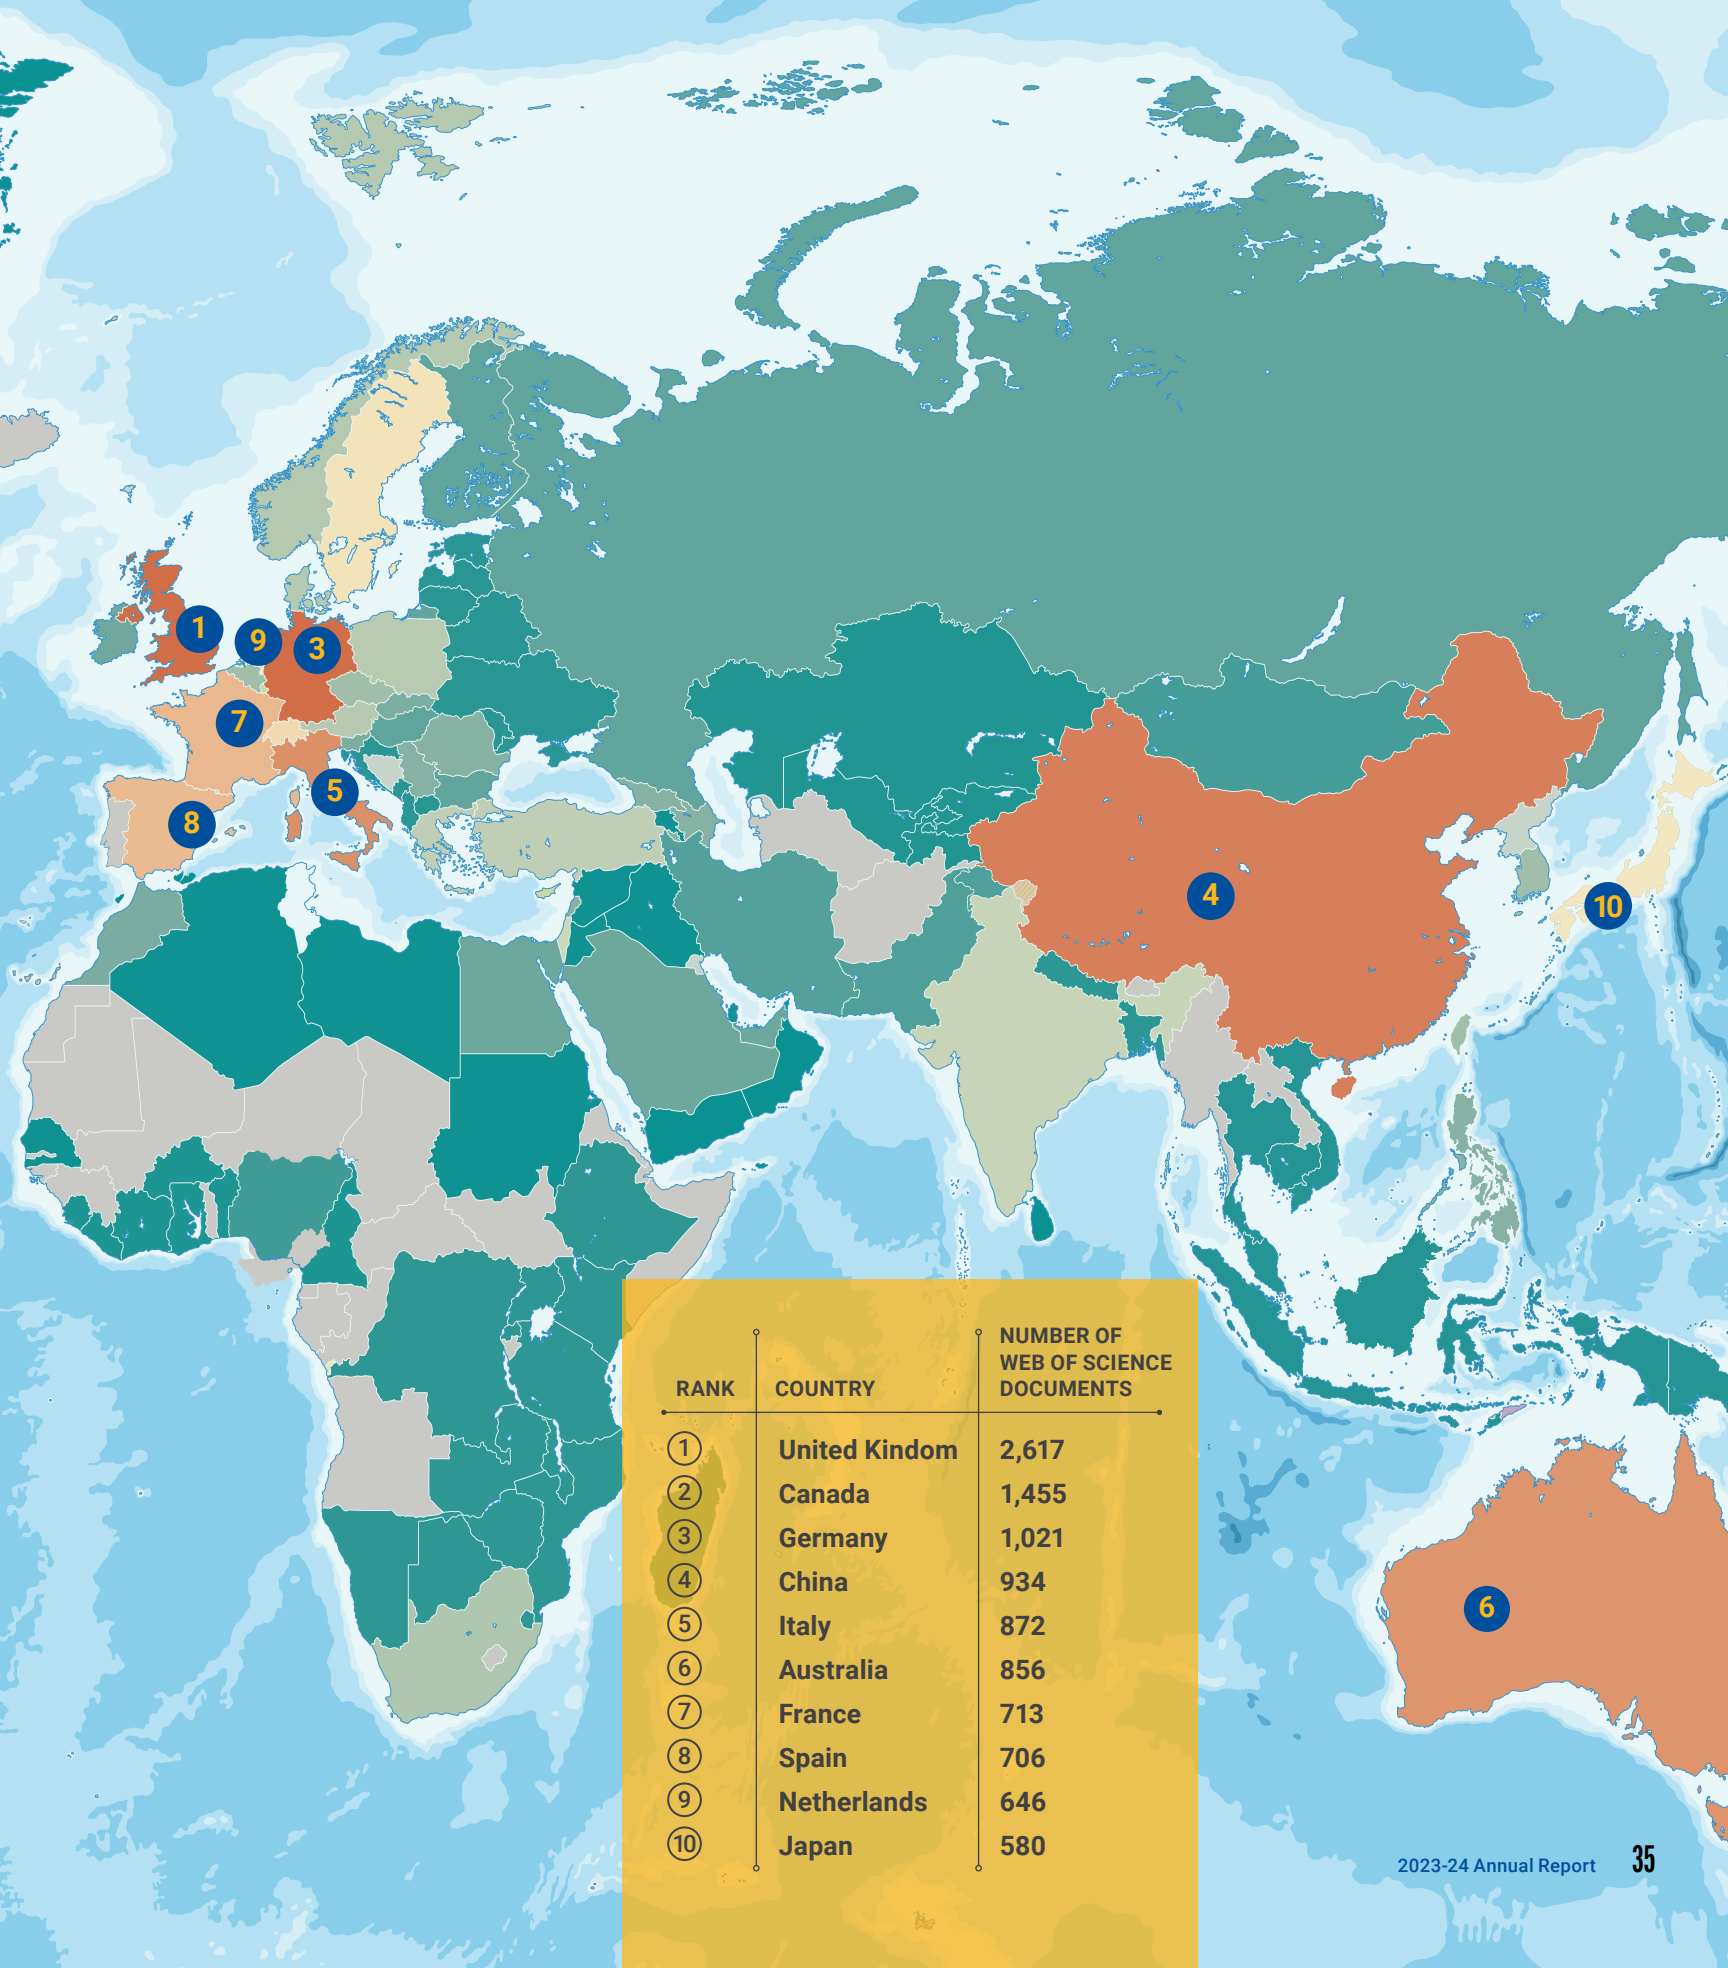 1
9
3
7
5
8
4
10
6
NUMBER OF
WEB OF SCIENCE
RANK COUNTRY DOCUMENTS
1 United Kindom 2,617
2 Canada 1,455
3 Germany 1,021
4 China 934
5 Italy 872
6 Australia 856
7 France 713
8 Spain 706
9 Netherlands 646
10 Japan 580
2023-24 Annual Report 35